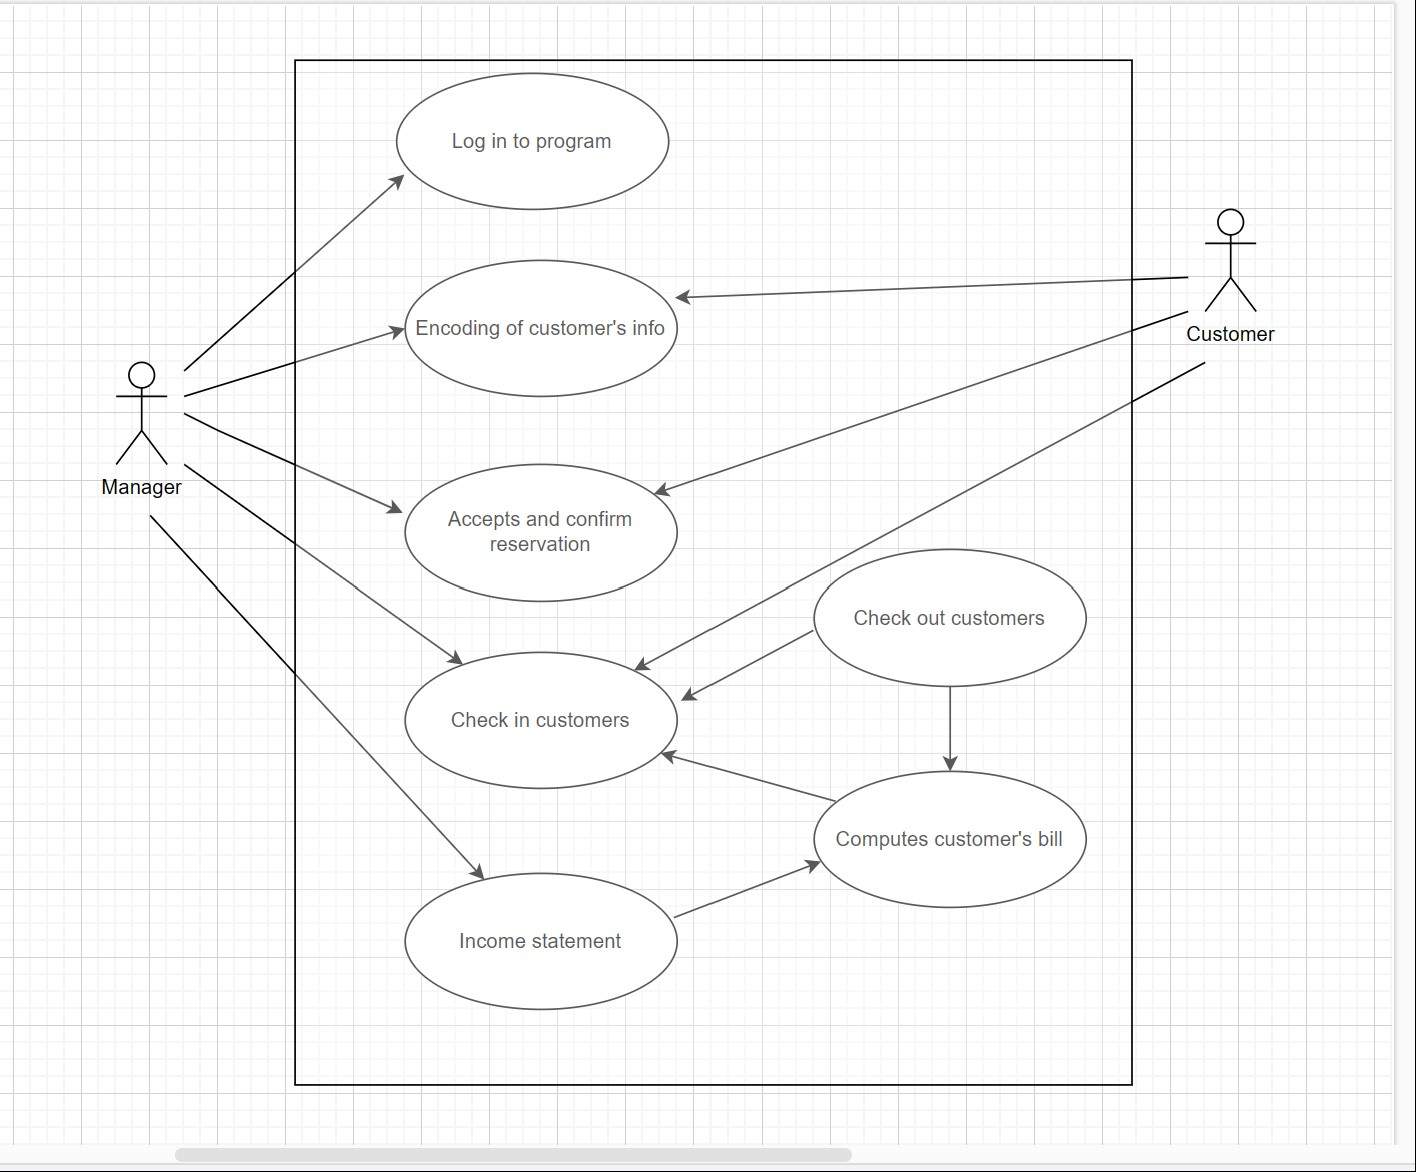 Log in to program
Encoding of customer's info
Customer
Manager
Accepts and confirm
reservation
Check out customers
Check in customers
Computes customer's bill
Income statement